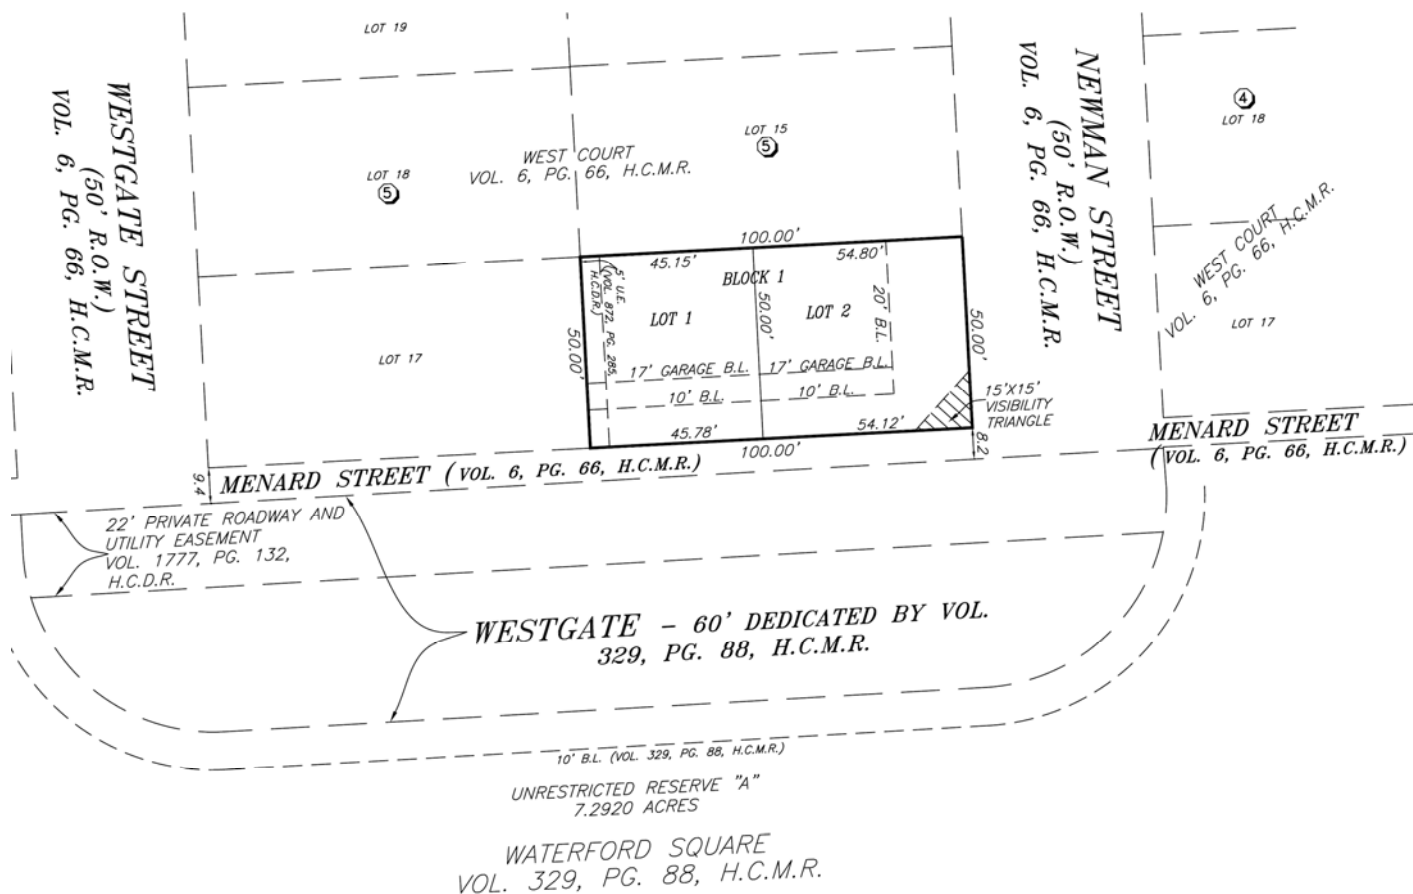 LOT 19
WESTGATE STREET
(50' R.O.W.)
VOL. 6, PG. 66, H.C.M.R.
NEWMAN STREET
(50' R.O.W.)
VOL. 6, PG. 66, H.C.M.R.
4
LOT 18
LOT 15
5
WEST COURT
VOL. 6, PG. 66, H.C.M.R.
LOT 18
5
WEST COURT
VOL. 6, PG. 66, H.C.M.R.
LOT 17
100.00'
45.15'
54.80'
BLOCK 1
5' U.E.
(VOL. 872, PG. 285,
H.C.D.R.)
LOT 1
50.00'
LOT 2
20' B.L.
50.00'
50.00'
LOT 17
17' GARAGE B.L.
17' GARAGE B.L.
10' B.L.
10' B.L.
15'X15'
VISIBILITY
TRIANGLE
45.78'
54.12'
100.00'
8.2
MENARD STREET
(VOL. 6, PG. 66, H.C.M.R.)
9.4
MENARD STREET (VOL. 6, PG. 66, H.C.M.R.)
22' PRIVATE ROADWAY AND
UTILITY EASEMENT
VOL. 1777, PG. 132,
H.C.D.R.
WESTGATE - 60' DEDICATED BY VOL.
329, PG. 88, H.C.M.R.
10' B.L. (VOL. 329, PG. 88, H.C.M.R.)
UNRESTRICTED RESERVE "A"
7.2920 ACRES
WATERFORD SQUARE
VOL. 329, PG. 88, H.C.M.R.